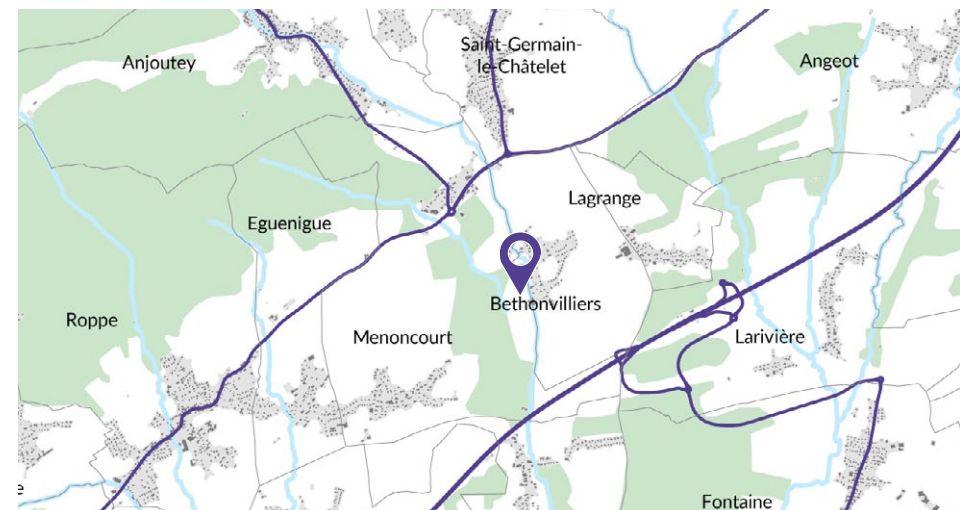 Anjoutey
Saint-Germain-
le-Châtelet
Angeot
Lagrange
Eguenigue
Bethonvilliers
Roppe
Menoncourt
Larivière
e
Fontaine